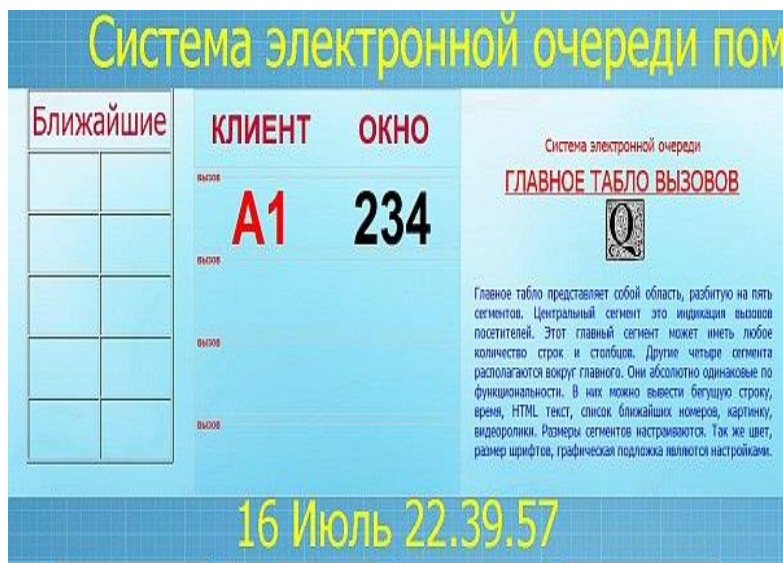 Система электронной очереди пом
Ближайшие
КЛИЕНТ ОКНО
вызов
А1 234
вызов
вызов
вызов
Система электронной очереди
ГЛАВНОЕ ТАБЛО ВЫЗОВОВ
Q
Главное табло представляет собой область, разбитую на пять
сегментов. Центральный сегмент это индикация вызовов
посетителей. Этот главный сегмент может иметь любое
количество строк и столбцов. Другие четыре сегмента
располагаются вокруг главного. Они абсолютно одинаковые по
функциональности. В них можно вывести бегущую строку,
время, HTML текст, список ближайших номеров, картинку,
видеоролики. Размеры сегментов настраиваются. Так же цвет,
размер шрифтов, графическая подложка являются настройками.
16 Июль 22.39.57